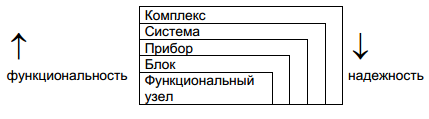 Комплекс
Система
Прибор
Блок
Функциональный
узел
функциональность
надежность